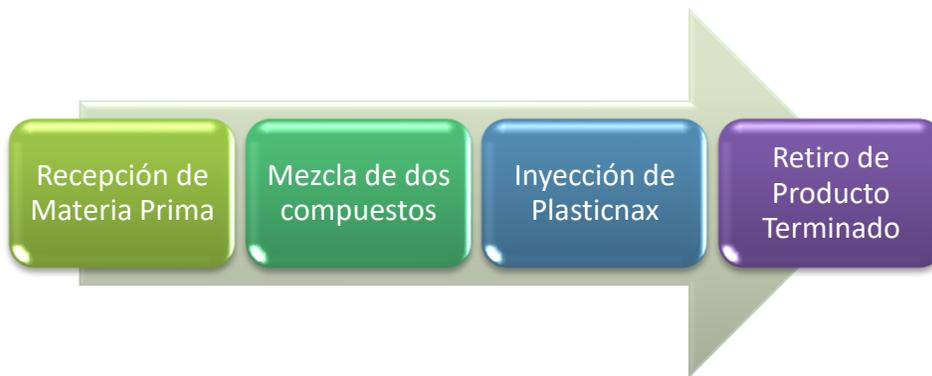 Recepción de
Materia Prima
Mezcla de dos
compuestos
Inyección de
Plasticnax
Retiro de
Producto
Terminado